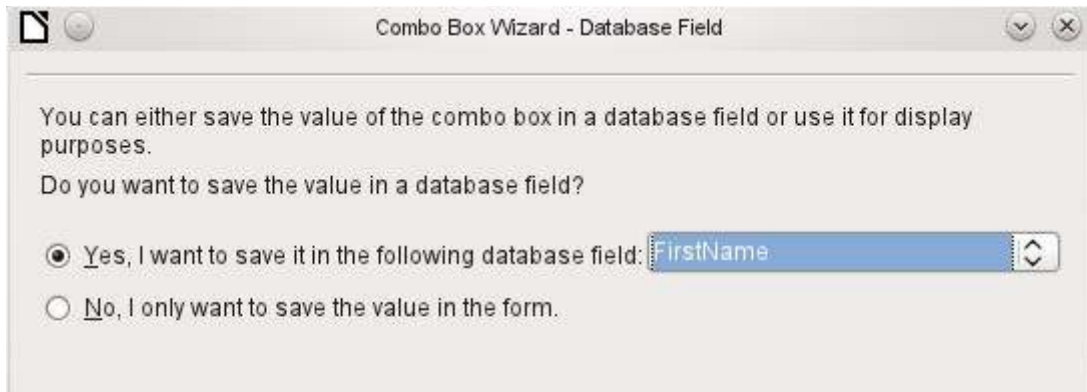 Combo Box Wizard - Database Field
You can either save the value of the combo box in a database field or use it for display
purposes.
Do you want to save the value in a database field?
Yes, I want to save it in the following database field: FirstName
No, I only want to save the value in the form.